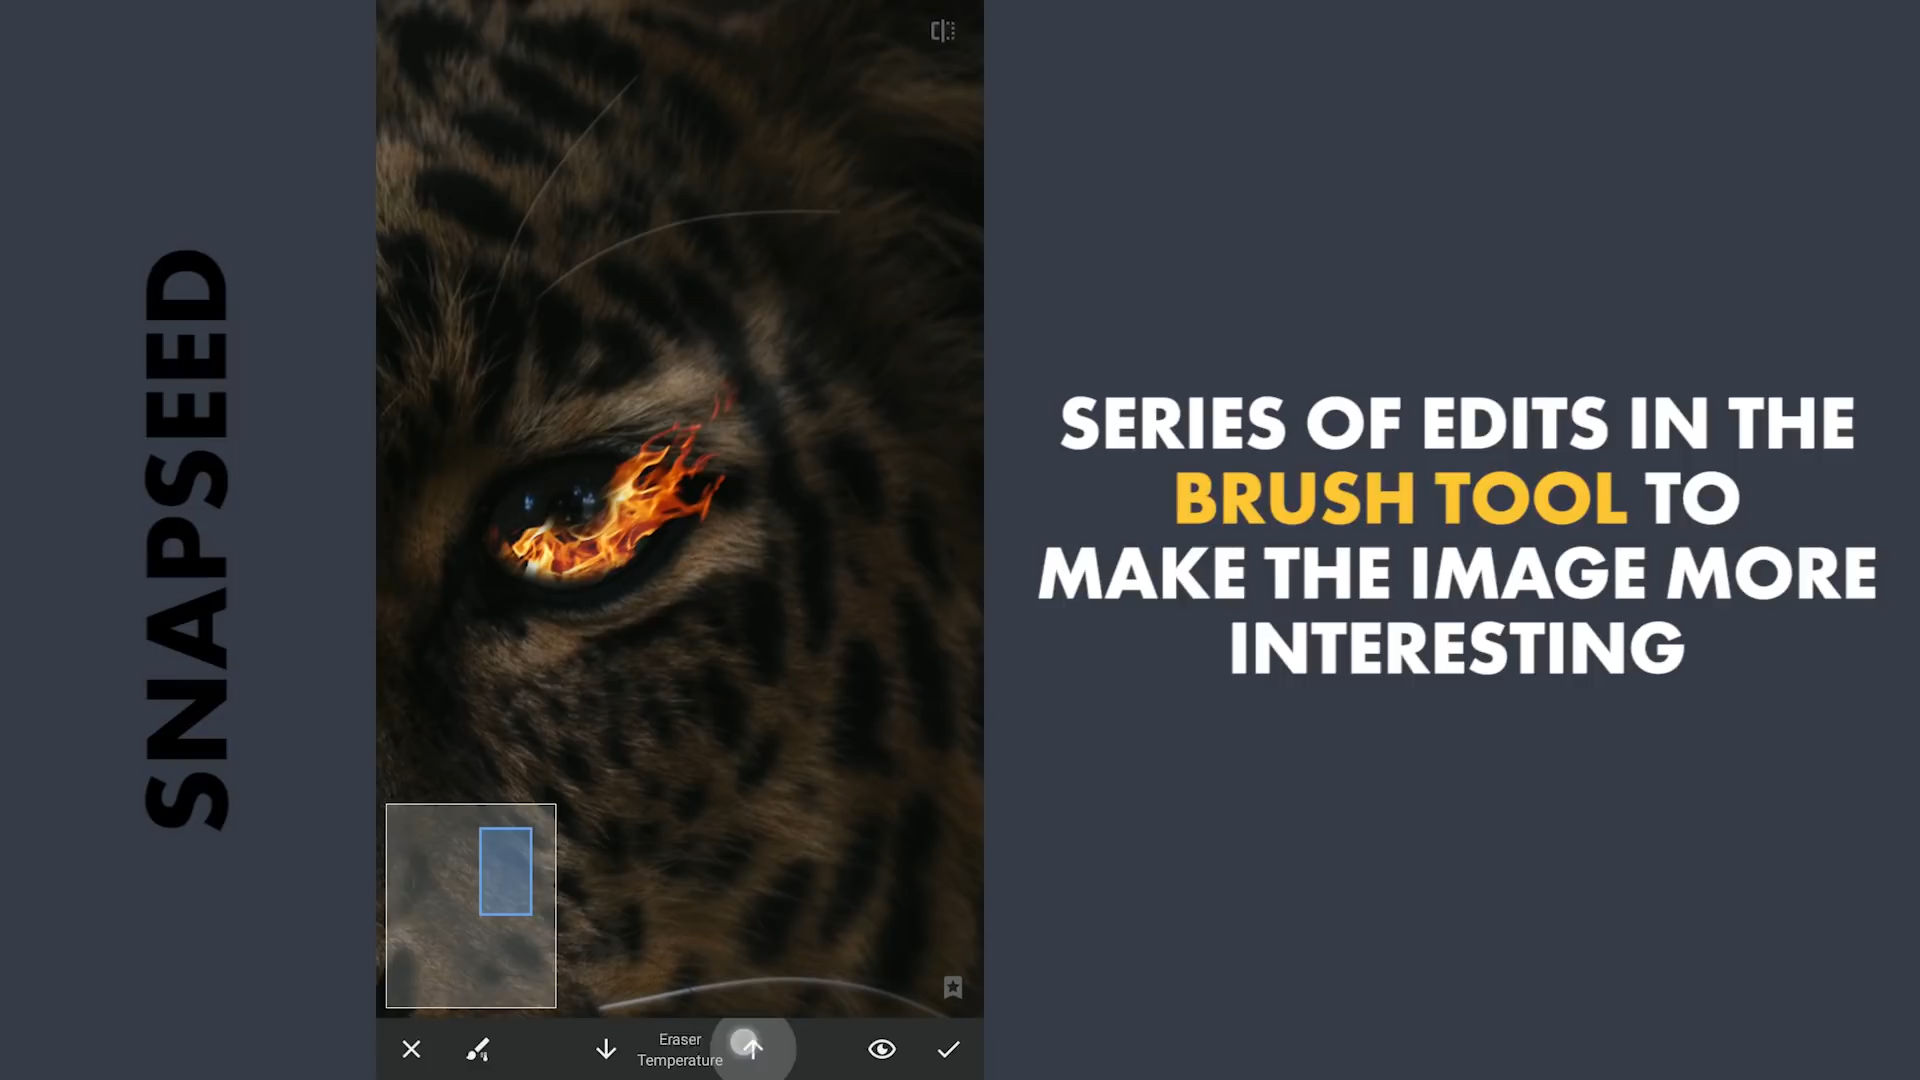 SNAPSEED
SERIES OF EDITS IN THE
BRUSH TOOL TO
MAKE THE IMAGE MORE
INTERESTING
Eraser
Temperature